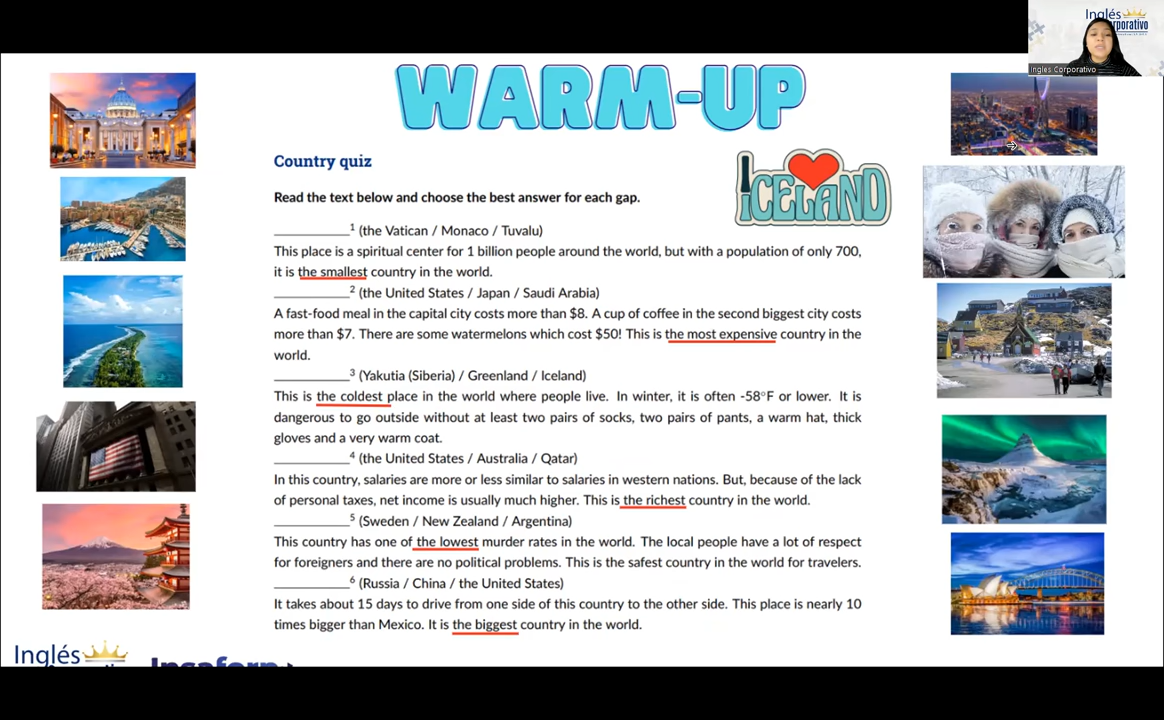 Inglés
Corporativo
Inglés Corporativo
WARM-UP
I
ICELAND
Country quiz
Read the text below and choose the best answer for each gap.
____________1 (the Vatican / Monaco / Tuvalu)
This place is a spiritual center for 1 billion people around the world, but with a population of only 700,
it is the smallest country in the world.
____________2 (the United States / Japan / Saudi Arabia)
A fast-food meal in the capital city costs more than $8. A cup of coffee in the second biggest city costs
more than $7. There are some watermelons which cost $50! This is the most expensive country in the
world.
____________3 (Yakutia (Siberia) / Greenland / Iceland)
This is the coldest place in the world where people live. In winter, it is often -58°F or lower. It is
dangerous to go outside without at least two pairs of socks, two pairs of pants, a warm hat, thick
gloves and a very warm coat.
____________4 (the United States / Australia / Qatar)
In this country, salaries are more or less similar to salaries in western nations. But, because of the lack
of personal taxes, net income is usually much higher. This is the richest country in the world.
____________5 (Sweden / New Zealand / Argentina)
This country has one of the lowest murder rates in the world. The local people have a lot of respect
for foreigners and there are no political problems. This is the safest country in the world for travelers.
____________6 (Russia / China / the United States)
It takes about 15 days to drive from one side of this country to the other side. This place is nearly 10
times bigger than Mexico. It is the biggest country in the world.
Inglés